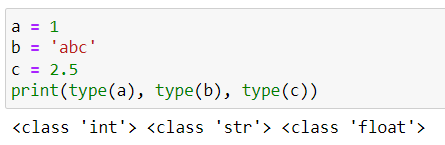 a = 1
b = 'abc'
c = 2.5
print(type(a), type(b), type(c))
<class 'int'> <class 'str'> <class 'float'>